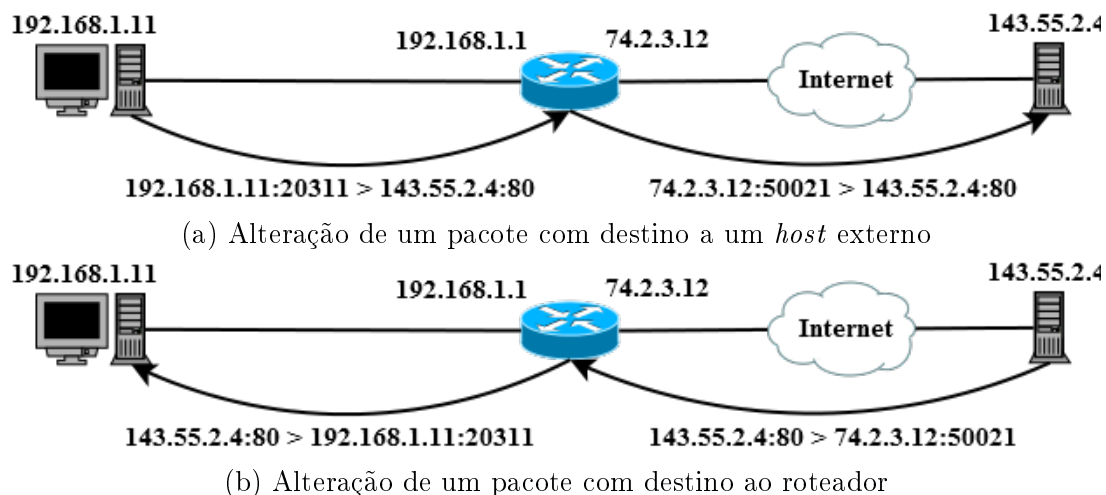 192.168.1.11
192.168.1.1
74.2.3.12
143.55.2.4
Internet
192.168.1.11:20311 > 143.55.2.4:80
74.2.3.12:50021 > 143.55.2.4:80
(a) Alteração de um pacote com destino a um host externo
192.168.1.11
192.168.1.1
74.2.3.12
143.55.2.4
Internet
143.55.2.4:80 > 192.168.1.11:20311
143.55.2.4:80 > 74.2.3.12:50021
(b) Alteração de um pacote com destino ao roteador